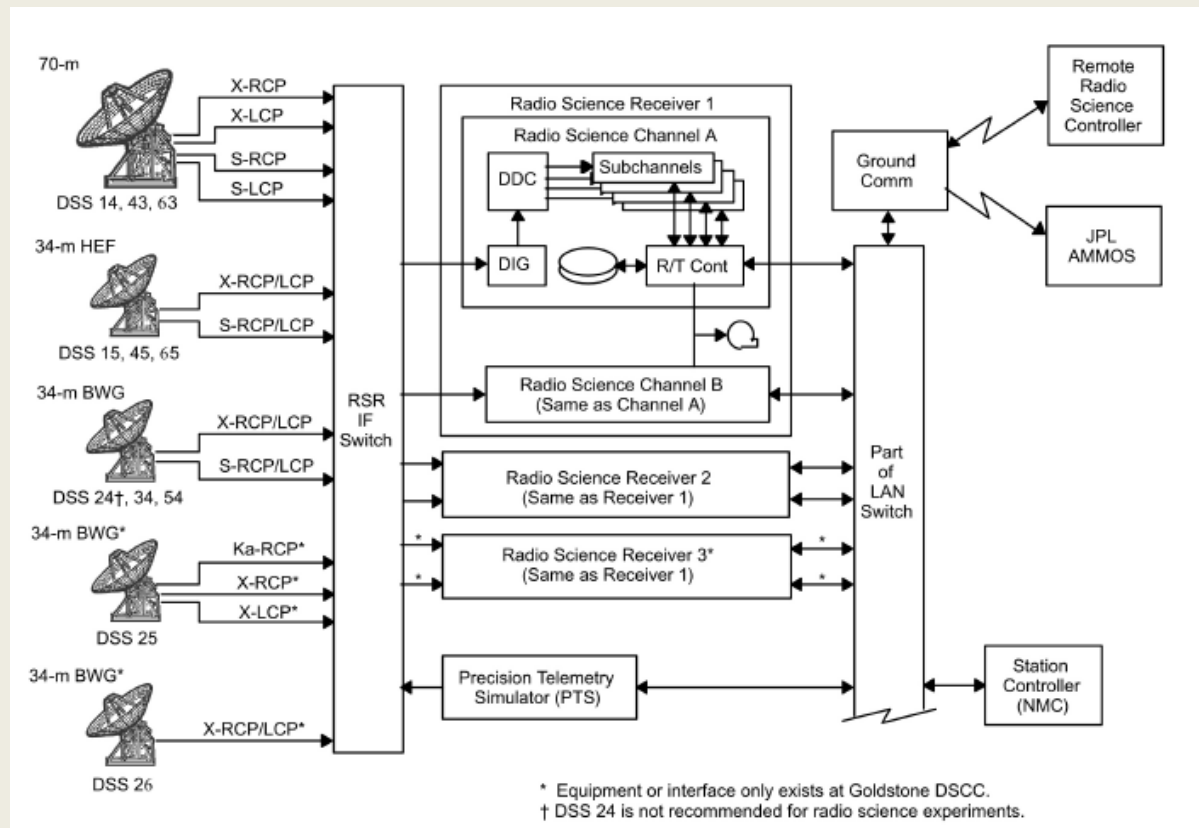 70-m
X-RCP
X-LCP
S-RCP
S-LCP
DSS 14, 43, 63
34-m HEF
X-RCP/LCP
S-RCP/LCP
DSS 15, 45, 65
34-m BWG
X-RCP/LCP
S-RCP/LCP
DSS 24†, 34, 54
34-m BWG*
Ka-RCP*
X-RCP*
X-LCP*
DSS 25
34-m BWG*
X-RCP/LCP*
DSS 26
RSR
IF
Switch
Radio Science Receiver 1
Radio Science Channel A
DDC
Subchannels
DIG
R/T Cont
Radio Science Channel B
(Same as Channel A)
Radio Science Receiver 2
(Same as Receiver 1)
*
*
Radio Science Receiver 3*
(Same as Receiver 1)
*
*
Precision Telemetry
Simulator (PTS)
Ground
Comm
Remote
Radio
Science
Controller
JPL
AMMOS
Part
of
LAN
Switch
Station
Controller
(NMC)
* Equipment or interface only exists at Goldstone DSCC.
† DSS 24 is not recommended for radio science experiments.